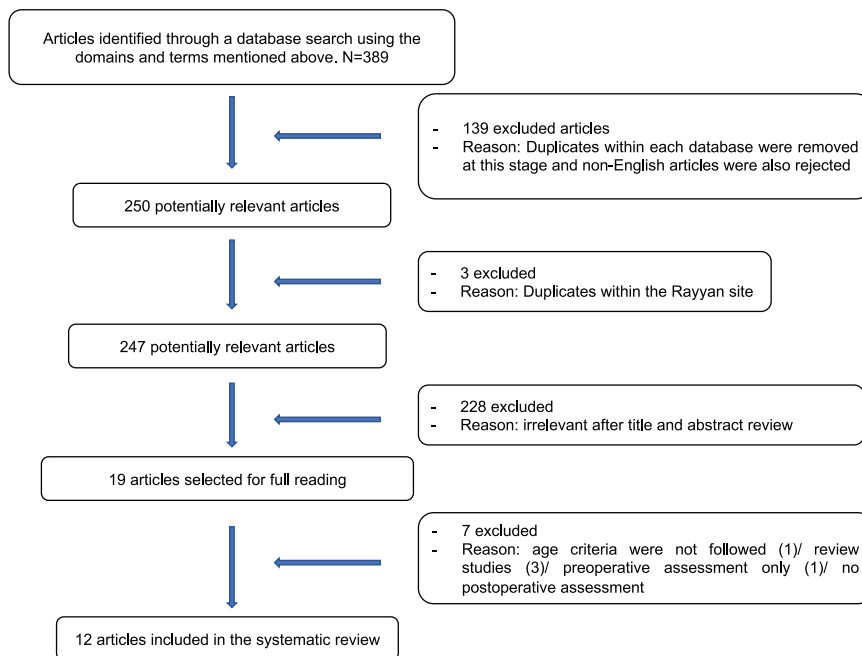 Articles identified through a database search using the
domains and terms mentioned above. N=389
- 139 excluded articles
- Reason: Duplicates within each database were removed
at this stage and non-English articles were also rejected
250 potentially relevant articles
- 3 excluded
- Reason: Duplicates within the Rayyan site
247 potentially relevant articles
- 228 excluded
- Reason: irrelevant after title and abstract review
19 articles selected for full reading
- 7 excluded
- Reason: age criteria were not followed (1)/ review
studies (3)/ preoperative assessment only (1)/ no
postoperative assessment
12 articles included in the systematic review